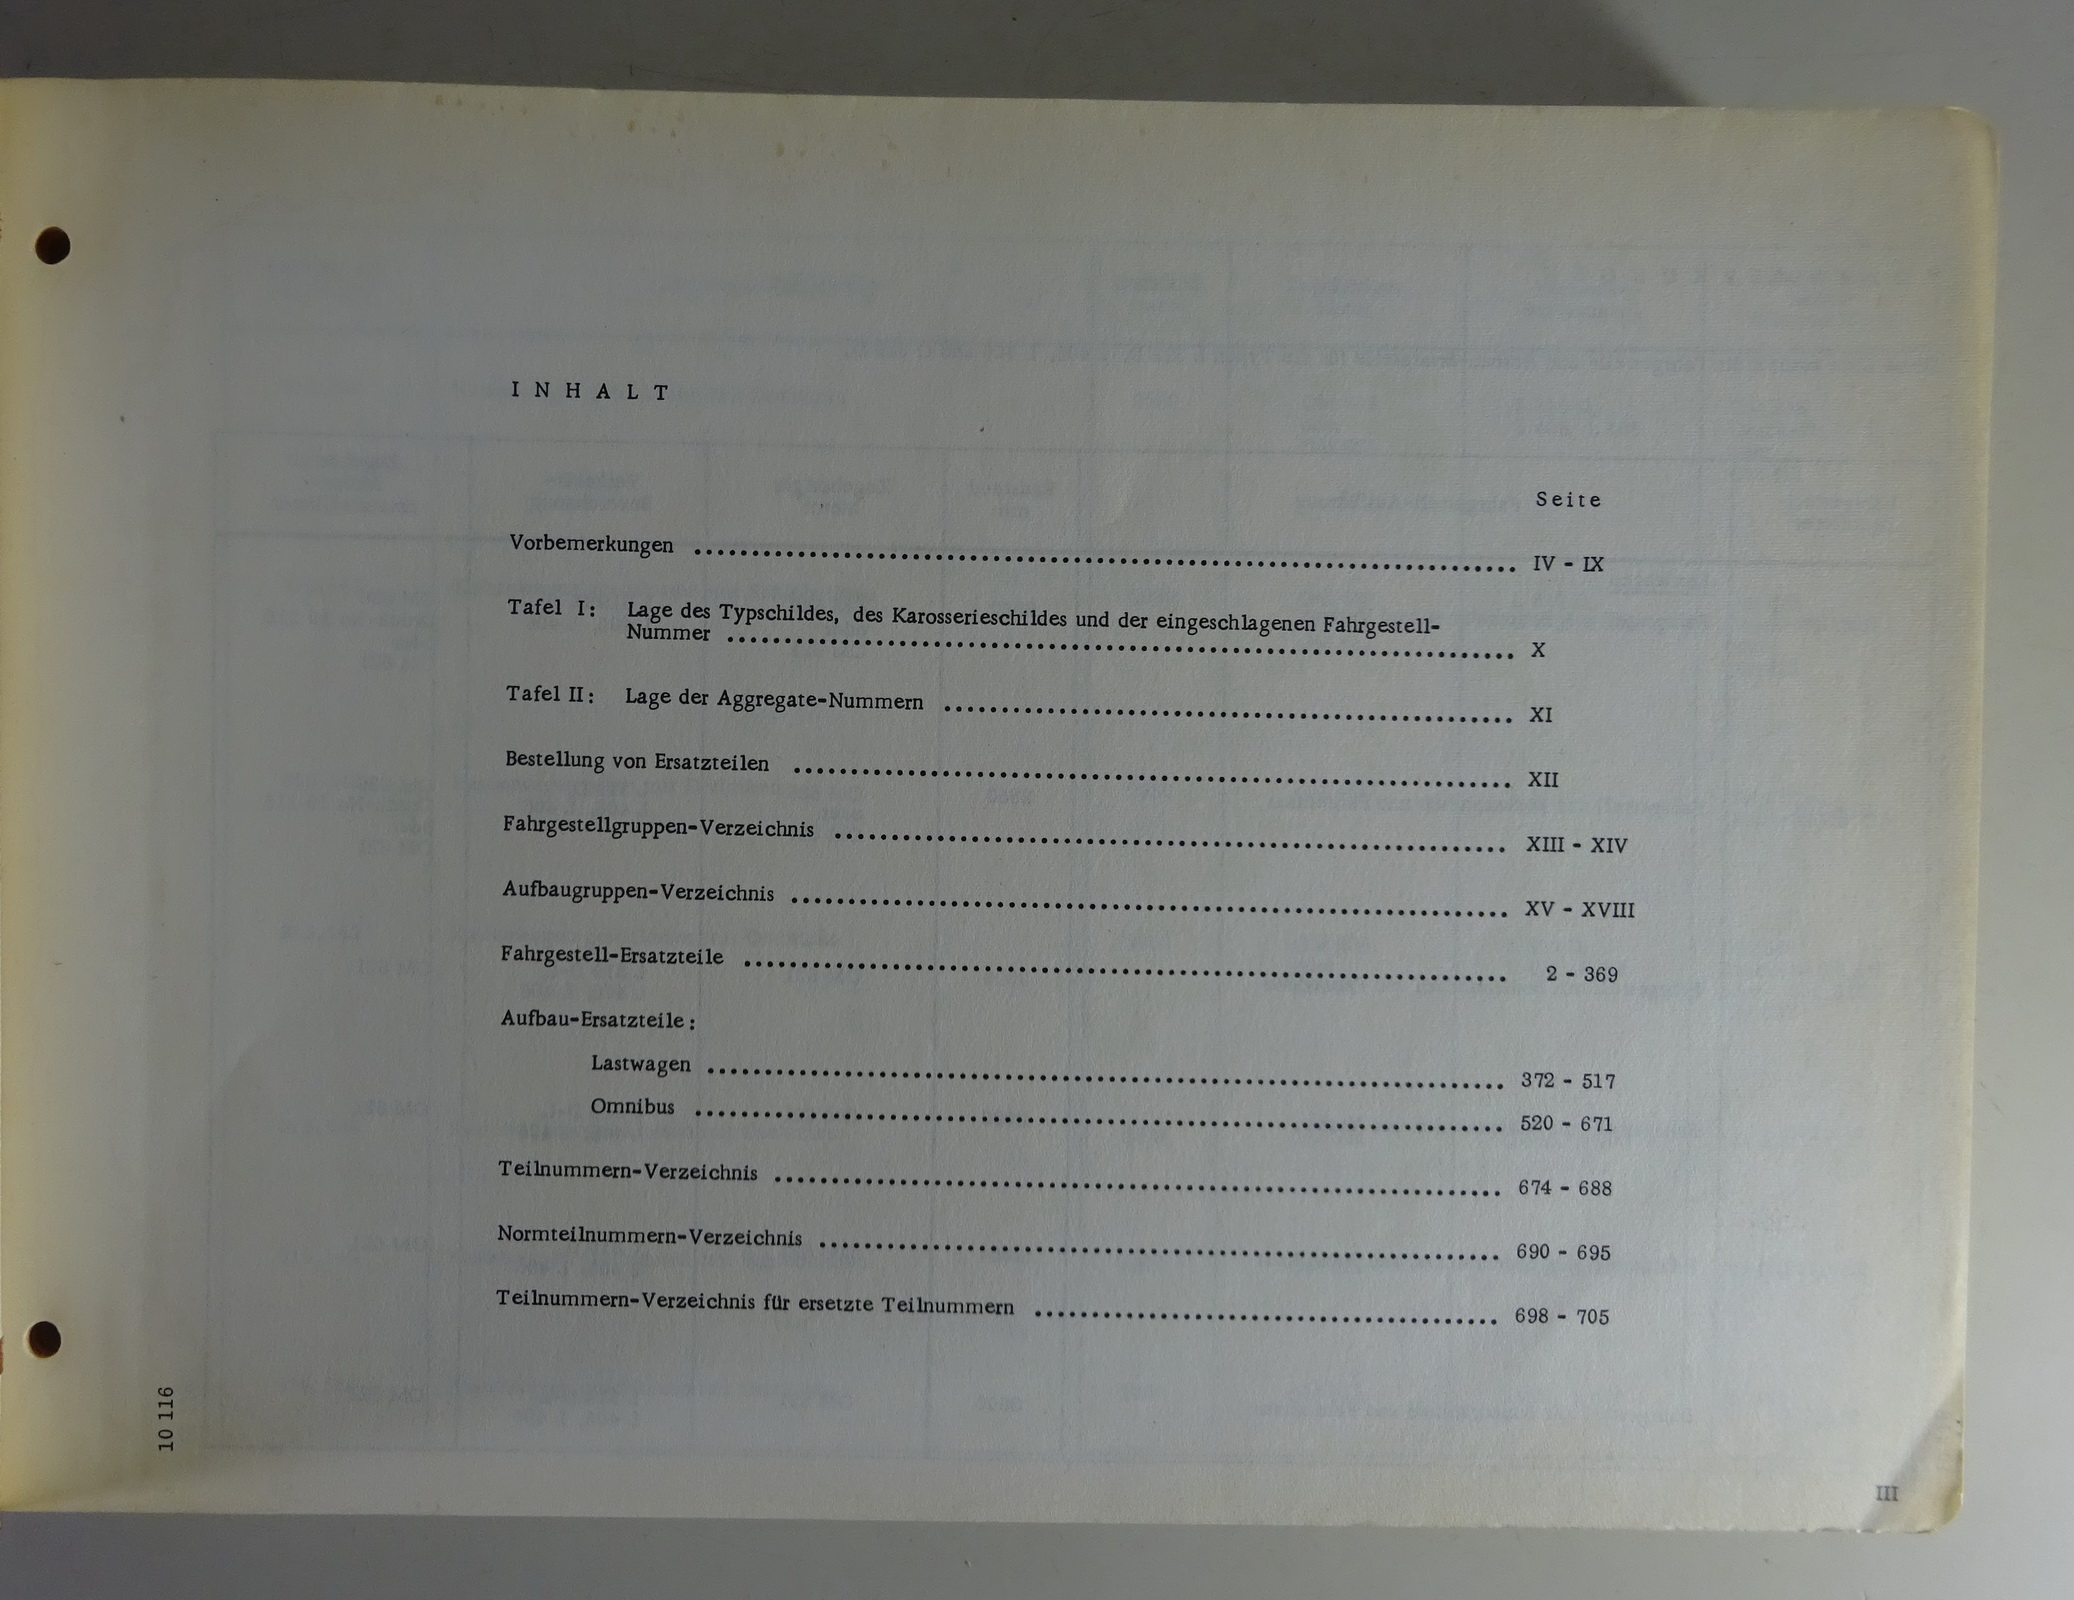 INHALT
Seite
Vorbemerkungen ........ IV - IX
Tafel I: Lage des Typschildes, des Karosserieschildes und der eingeschlagenen Fahrgestell-
Nummer ........ X
Tafel II: Lage der Aggregate-Nummern ........ XI
Bestellung von Ersatzteilen ........ XII
Fahrgestellgruppen-Verzeichnis ........ XIII - XIV
Aufbaugruppen-Verzeichnis ........ XV - XVIII
Fahrgestell-Ersatzteile ........ 2 - 369
Aufbau-Ersatzteile:
Lastwagen ........ 372 - 517
Omnibus ........ 520 - 671
Teilnummern-Verzeichnis ........ 674 - 688
Normteilnummern-Verzeichnis ........ 690 - 695
Teilnummern-Verzeichnis für ersetzte Teilnummern ........ 698 - 705
10 116
III